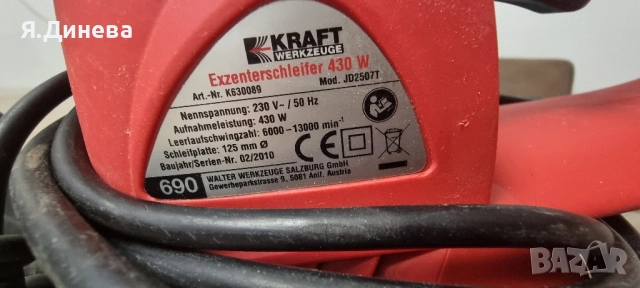 Я.Динева
KRAFT
WERKZEUGE
Exzenterschleifer 430 W
Art.-Nr. K630089 Mod. JD2507T
Nennspannung: 230 V~ / 50 Hz
Aufnahmeleistung: 430 W
Leerlaufschwingzahl: 6000-13000 min⁻¹
Schleifplatte: 125 mm Ø
Baujahr/Serien-Nr. 02/2010
CE
690 WALTER WERKZEUGE SALZBURG GmbH
Gewerbeparkstrasse 9, 5081 Anif, Austria
BAZAR